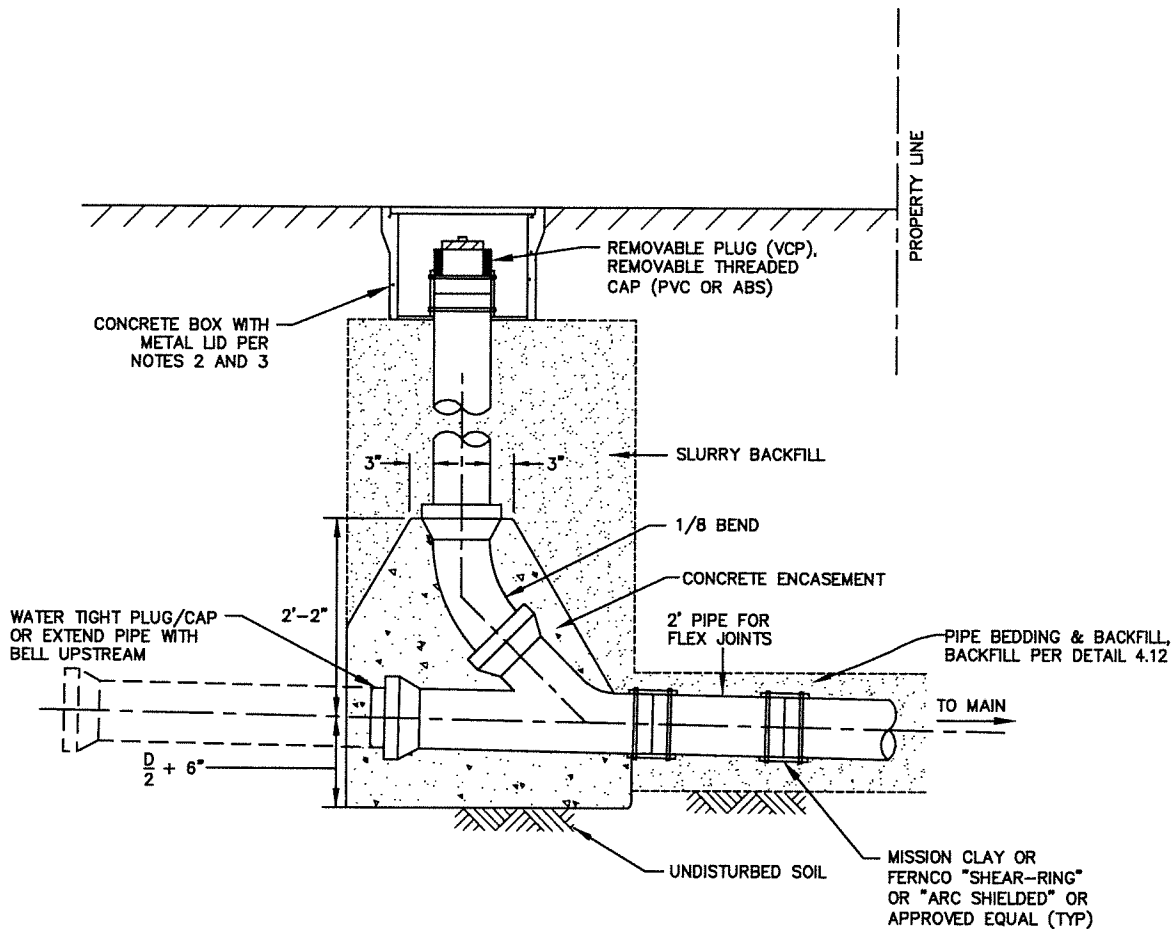 PROPERTY LINE
REMOVABLE PLUG (VCP),
REMOVABLE THREADED
CAP (PVC OR ABS)
CONCRETE BOX WITH
METAL LID PER
NOTES 2 AND 3
SLURRY BACKFILL
3"
3"
1/8 BEND
CONCRETE ENCASEMENT
2'-2"
WATER TIGHT PLUG/CAP
OR EXTEND PIPE WITH
BELL UPSTREAM
2' PIPE FOR
FLEX JOINTS
PIPE BEDDING & BACKFILL,
BACKFILL PER DETAIL 4.12
TO MAIN
D/2 + 6"
UNDISTURBED SOIL
MISSION CLAY OR
FERNCO "SHEAR-RING"
OR "ARC SHIELDED" OR
APPROVED EQUAL (TYP)